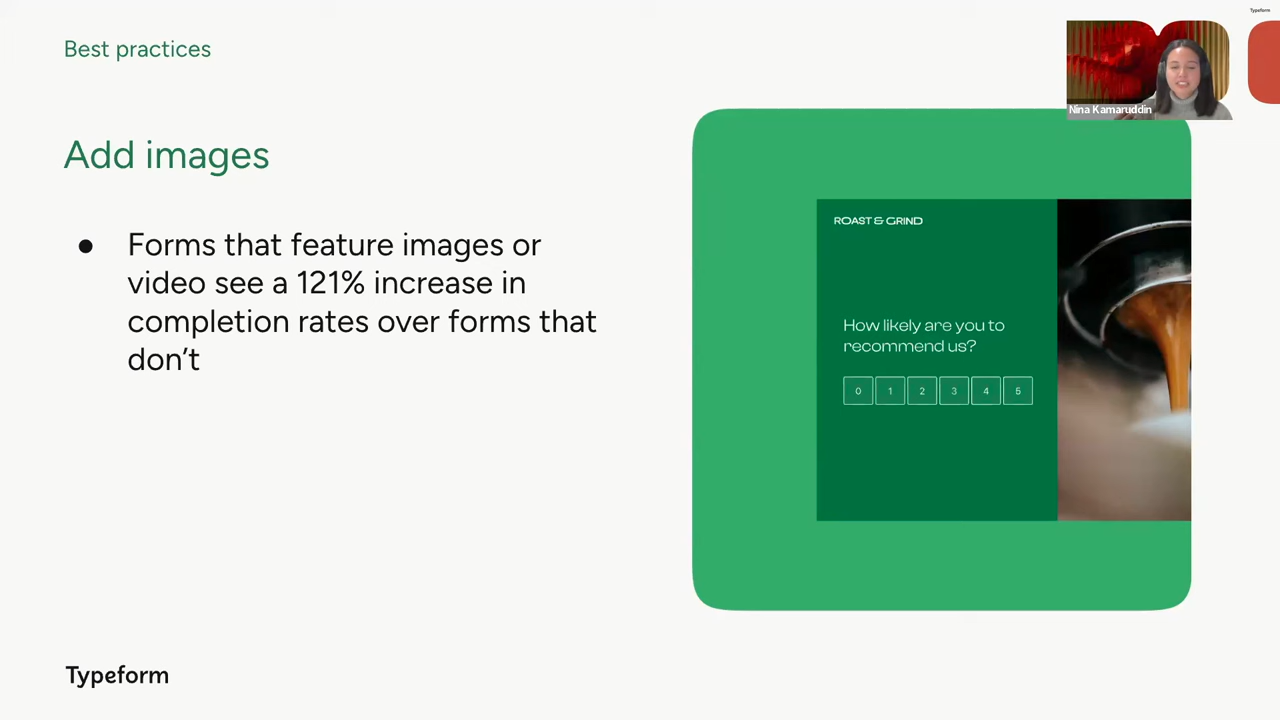 Typeform
Best practices
Nina Kamaruddin
Add images
● Forms that feature images or
video see a 121% increase in
completion rates over forms that
don’t
ROAST & GRIND
How likely are you to
recommend us?
0 1 2 3 4 5
Typeform